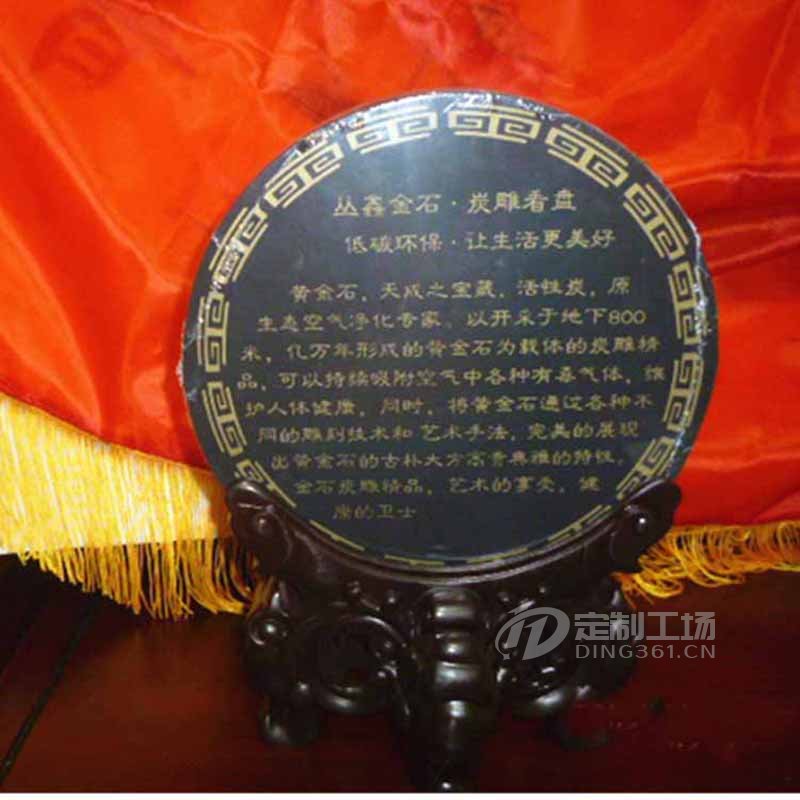 丛鑫金石·炭雕看盘
低碳环保·让生活更美好
黄金石，天成之宝藏，活性炭，原
生态空气净化专家。以开采于地下800
米，亿万年形成的黄金石为载体的炭雕精
品，可以持续吸附空气中各种有毒气体，维
护人体健康，同时，将黄金石通过各种不
同的雕刻技术和艺术手法，完美的展现
出黄金石的古朴大方高贵典雅的特性。
金石炭雕精品，艺术的享受，健
康的卫士
定制工场
DING361.CN